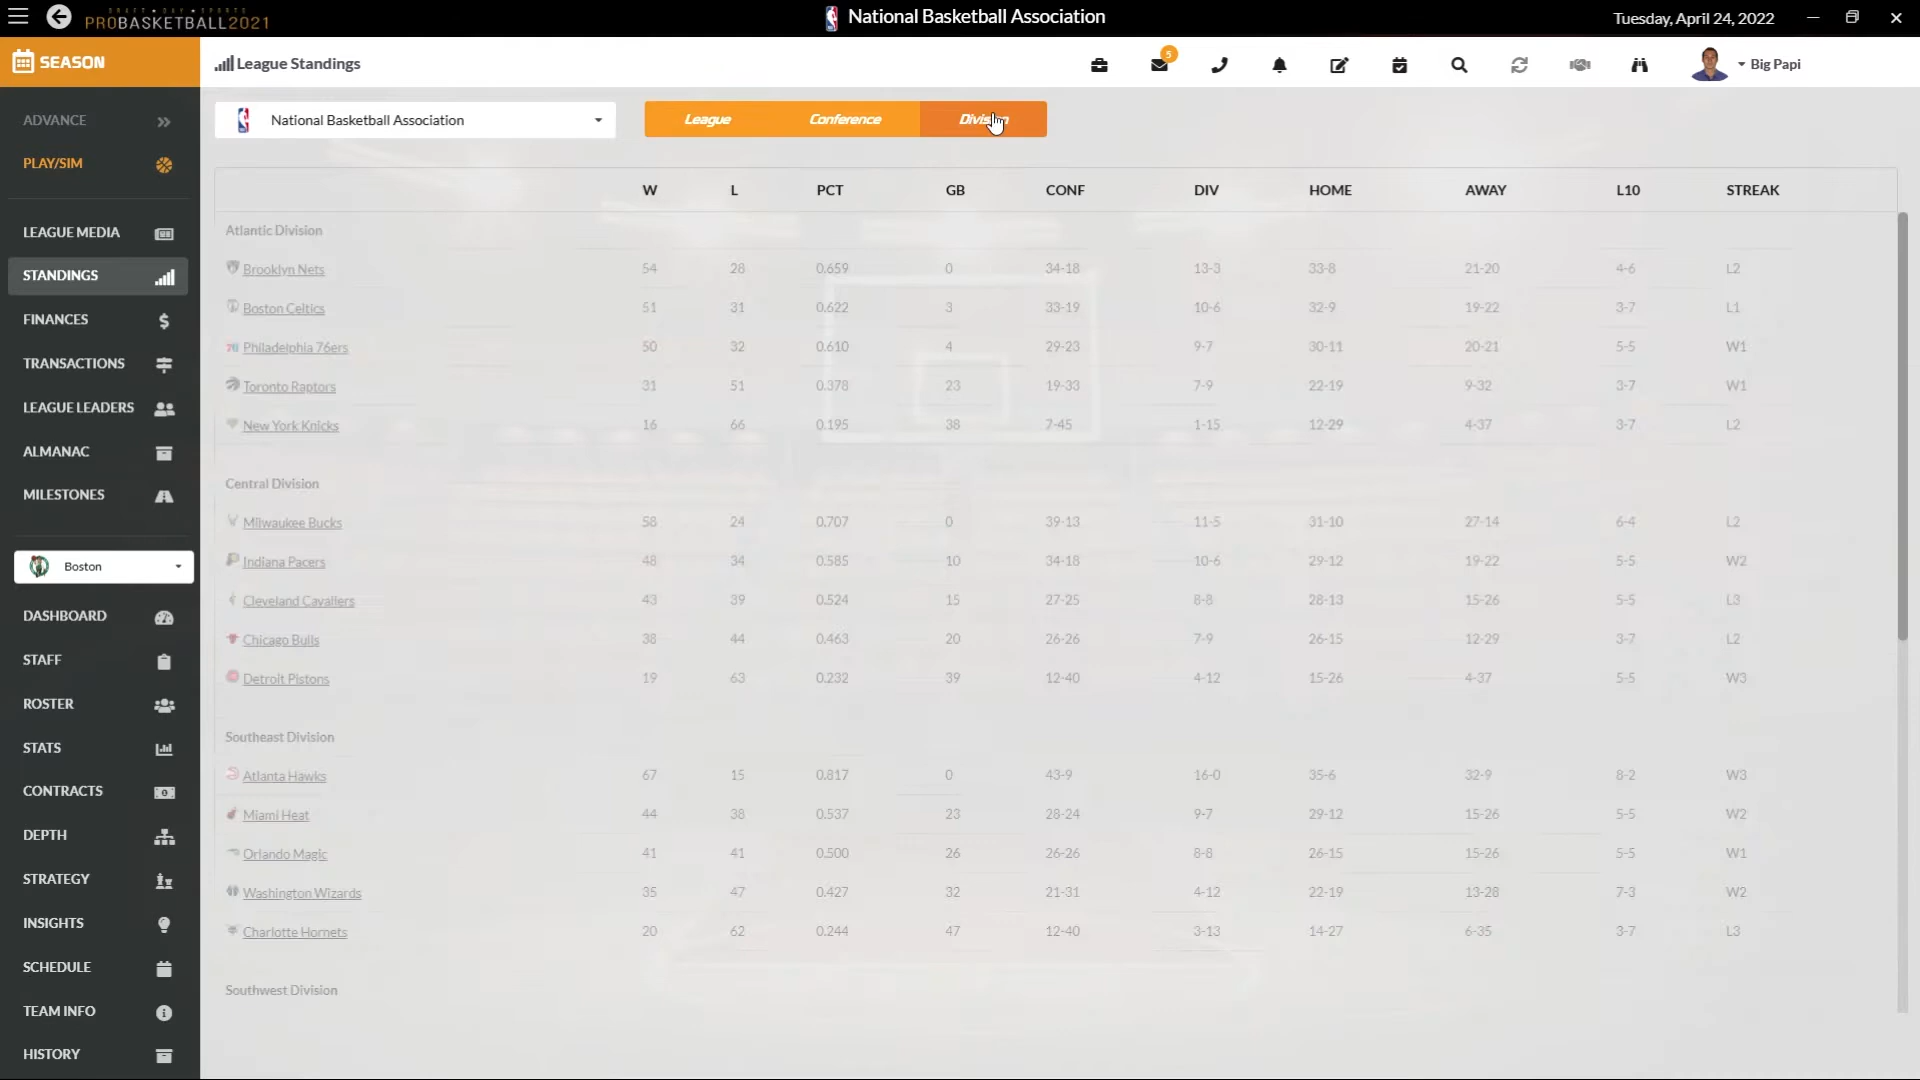 DRAFT • DAY • SPORTS
PROBASKETBALL2021
National Basketball Association
Tuesday, April 24, 2022
SEASON
League Standings
5
Big Papi
ADVANCE
PLAY/SIM
LEAGUE MEDIA
STANDINGS
FINANCES
TRANSACTIONS
LEAGUE LEADERS
ALMANAC
MILESTONES
Boston
DASHBOARD
STAFF
ROSTER
STATS
CONTRACTS
DEPTH
STRATEGY
INSIGHTS
SCHEDULE
TEAM INFO
HISTORY
National Basketball Association
League Conference Division
W L PCT GB CONF DIV HOME AWAY L10 STREAK
Atlantic Division
Brooklyn Nets 54 28 0.659 0 34-18 13-3 33-8 21-20 4-6 L2
Boston Celtics 51 31 0.622 3 33-19 10-6 32-9 19-22 3-7 L1
Philadelphia 76ers 50 32 0.610 4 29-23 9-7 30-11 20-21 5-5 W1
Toronto Raptors 31 51 0.378 23 19-33 7-9 22-19 9-32 3-7 W1
New York Knicks 16 66 0.195 38 7-45 1-15 12-29 4-37 3-7 L2
Central Division
Milwaukee Bucks 58 24 0.707 0 39-13 11-5 31-10 27-14 6-4 L2
Indiana Pacers 48 34 0.585 10 34-18 10-6 29-12 19-22 5-5 W2
Cleveland Cavaliers 43 39 0.524 15 27-25 8-8 28-13 15-26 5-5 L3
Chicago Bulls 38 44 0.463 20 26-26 7-9 26-15 12-29 3-7 L2
Detroit Pistons 19 63 0.232 39 12-40 4-12 15-26 4-37 5-5 W3
Southeast Division
Atlanta Hawks 67 15 0.817 0 43-9 16-0 35-6 32-9 8-2 W3
Miami Heat 44 38 0.537 23 28-24 9-7 29-12 15-26 5-5 W2
Orlando Magic 41 41 0.500 26 26-26 8-8 26-15 15-26 5-5 W1
Washington Wizards 35 47 0.427 32 21-31 4-12 22-19 13-28 7-3 W2
Charlotte Hornets 20 62 0.244 47 12-40 3-13 14-27 6-35 3-7 L3
Southwest Division